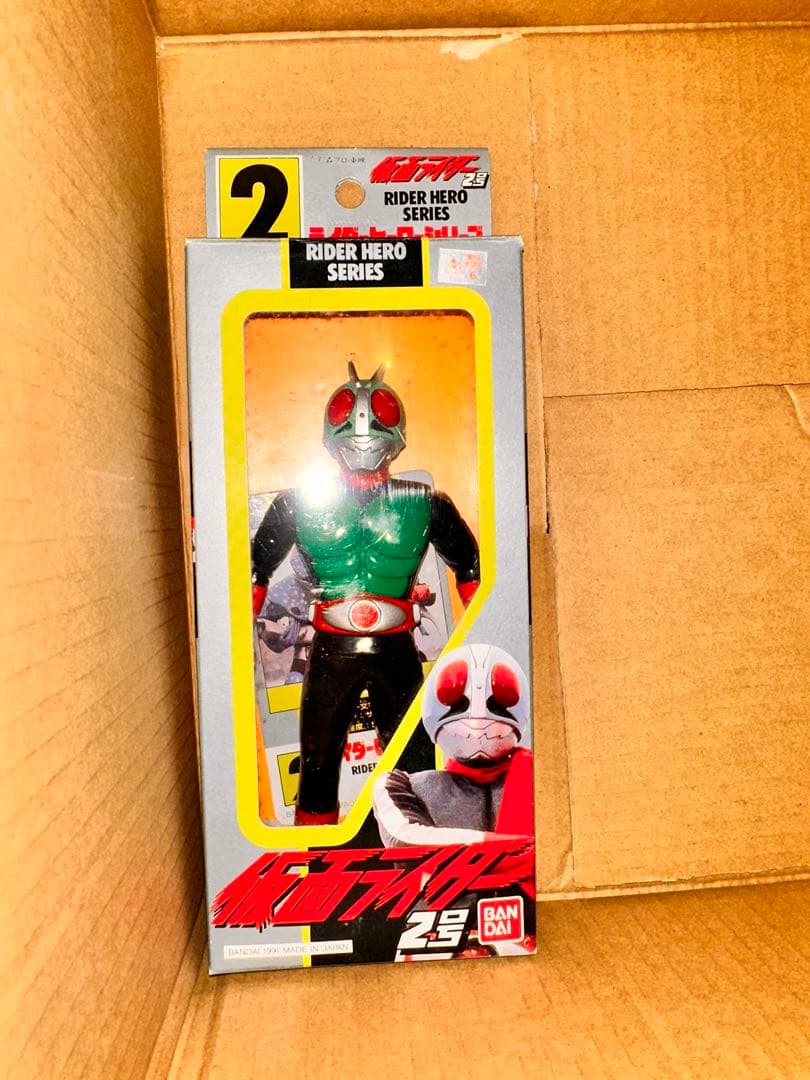 2
仮面ライダー
2号
RIDER HERO
SERIES
ライダーヒーローシリーズ
RIDER HERO
SERIES
仮面ライダー
2号
BAN
DAI
BANDAI 1991 MADE IN JAPAN